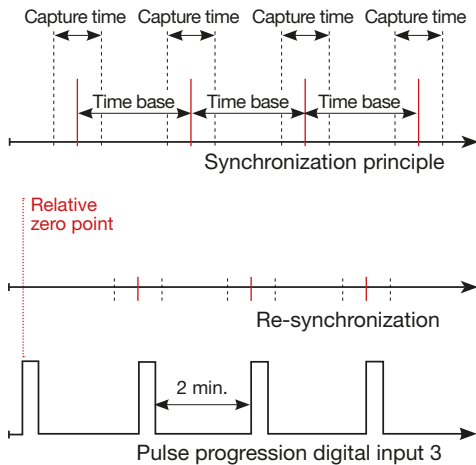 Capture time Capture time Capture time Capture time
Time base Time base Time base
Synchronization principle
Relative
zero point
Re-synchronization
2 min.
Pulse progression digital input 3